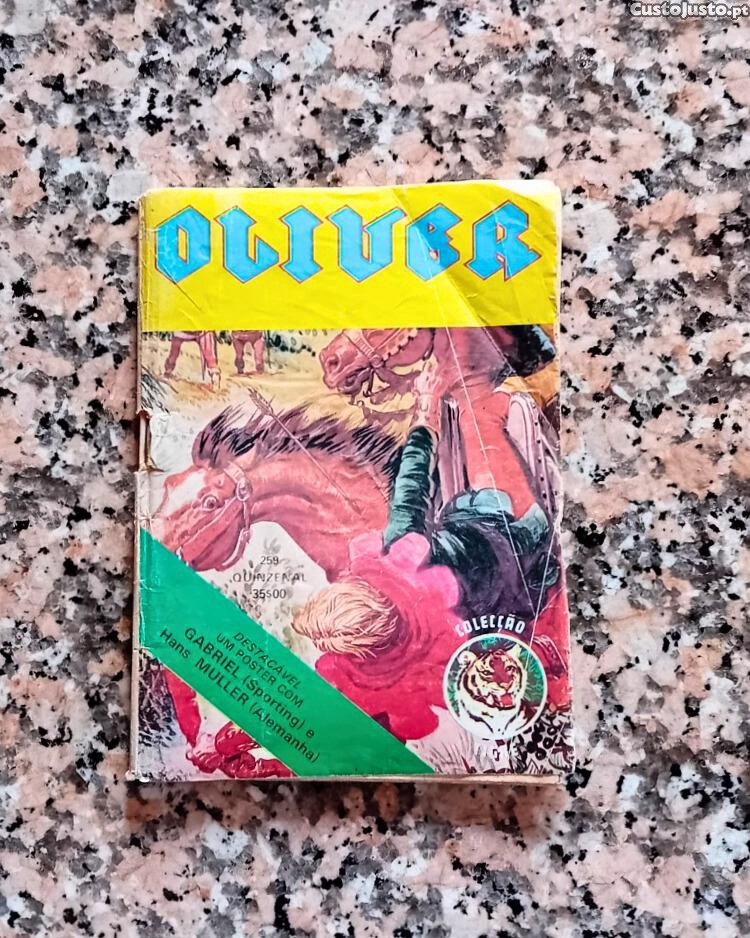 CustoJusto.pt
OLIVER
259
QUINZENAL
35$00
DESTACÁVEL
UM POSTER COM
GABRIEL (Sporting) e
Hans MULLER (Alemanha)
COLECÇÃO